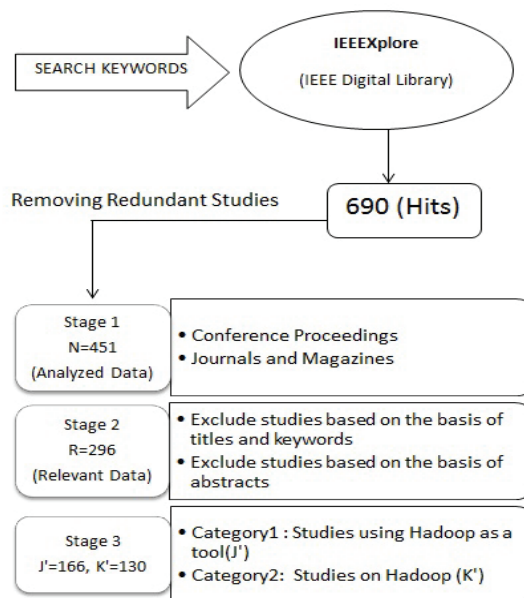 IEEEXplore
SEARCH KEYWORDS
(IEEE Digital Library)
Removing Redundant Studies
690 (Hits)
Stage 1
N=451
(Analyzed Data)
• Conference Proceedings
• Journals and Magazines
Stage 2
R=296
(Relevant Data)
• Exclude studies based on the basis of
titles and keywords
• Exclude studies based on the basis of
abstracts
Stage 3
J'=166, K'=130
• Category1 : Studies using Hadoop as a
tool(J')
• Category2: Studies on Hadoop (K')